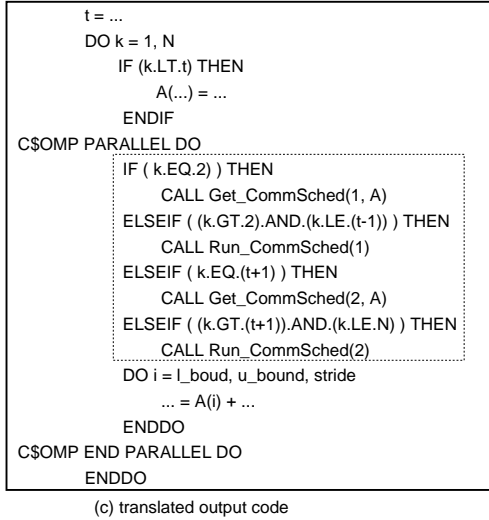 t = ...
DO k = 1, N
IF (k.LT.t) THEN
A(...) = ...
ENDIF
C$OMP PARALLEL DO
IF ( k.EQ.2) ) THEN
CALL Get_CommSched(1, A)
ELSEIF ( (k.GT.2).AND.(k.LE.(t-1)) ) THEN
CALL Run_CommSched(1)
ELSEIF ( k.EQ.(t+1) ) THEN
CALL Get_CommSched(2, A)
ELSEIF ( (k.GT.(t+1)).AND.(k.LE.N) ) THEN
CALL Run_CommSched(2)
DO i = l_boud, u_bound, stride
... = A(i) + ...
ENDDO
C$OMP END PARALLEL DO
ENDDO
(c) translated output code